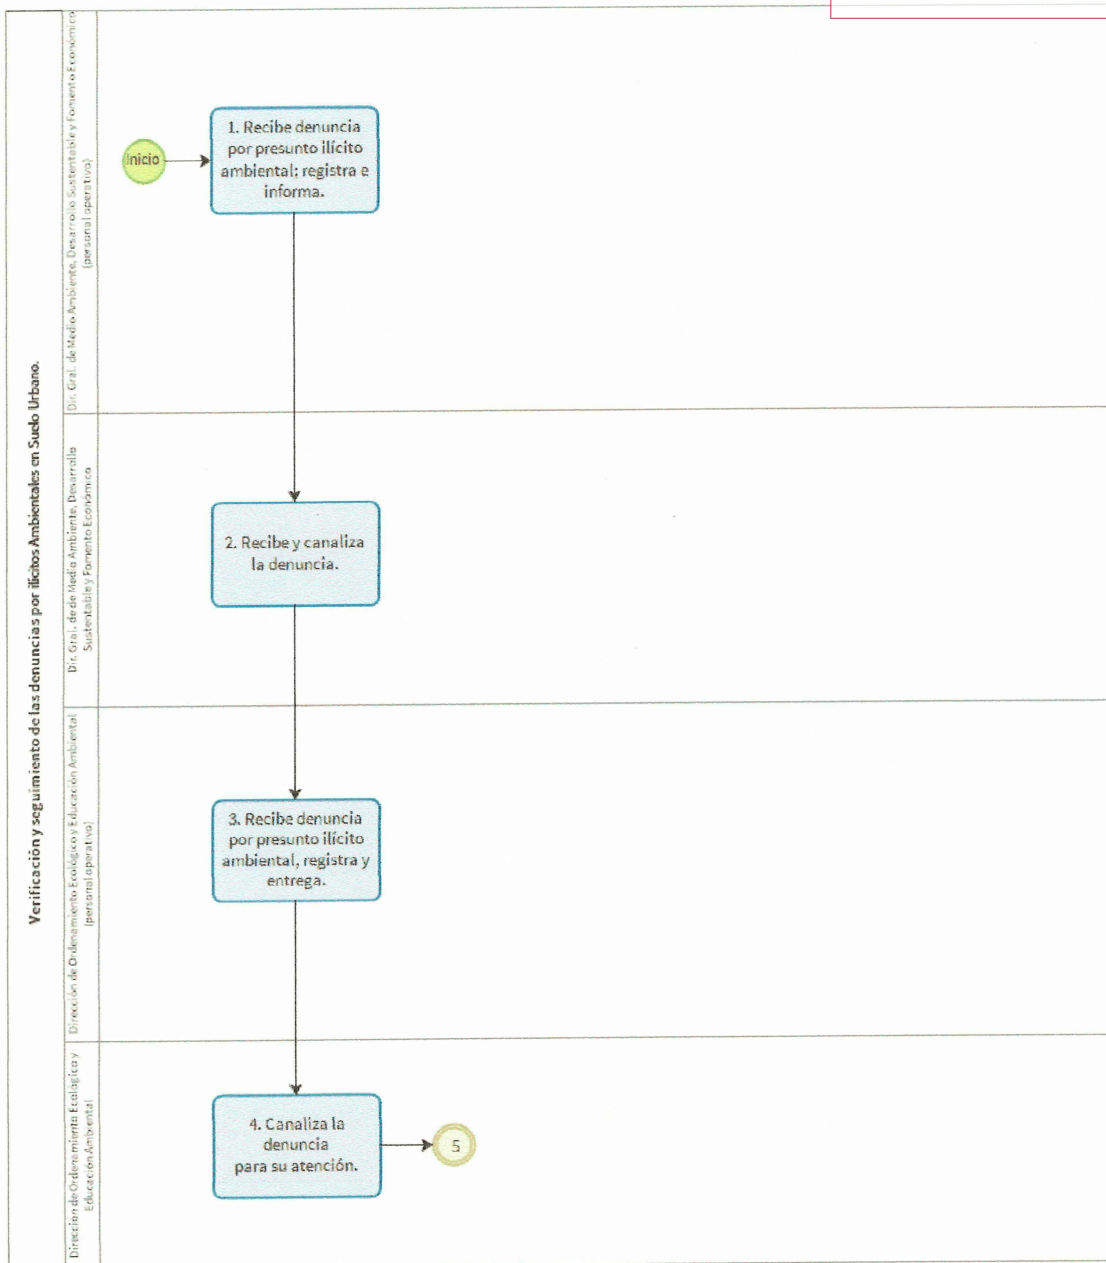 Verificación y seguimiento de las denuncias por ilícitos Ambientales en Suelo Urbano.
Dir. Gral. de Medio Ambiente, Desarrollo Sustentable y Fomento Económico
(personal operativo)
Inicio
1. Recibe denuncia
por presunto ilícito
ambiental; registra e
informa.
Dir. Gral. de de Medio Ambiente, Desarrollo
Sustentable y Fomento Económico
2. Recibe y canaliza
la denuncia.
Dirección de Ordenamiento Ecológico y Educación Ambiental
(personal operativo)
3. Recibe denuncia
por presunto ilícito
ambiental, registra y
entrega.
Dirección de Ordenamiento Ecológico y
Educación Ambiental
4. Canaliza la
denuncia
para su atención.
5